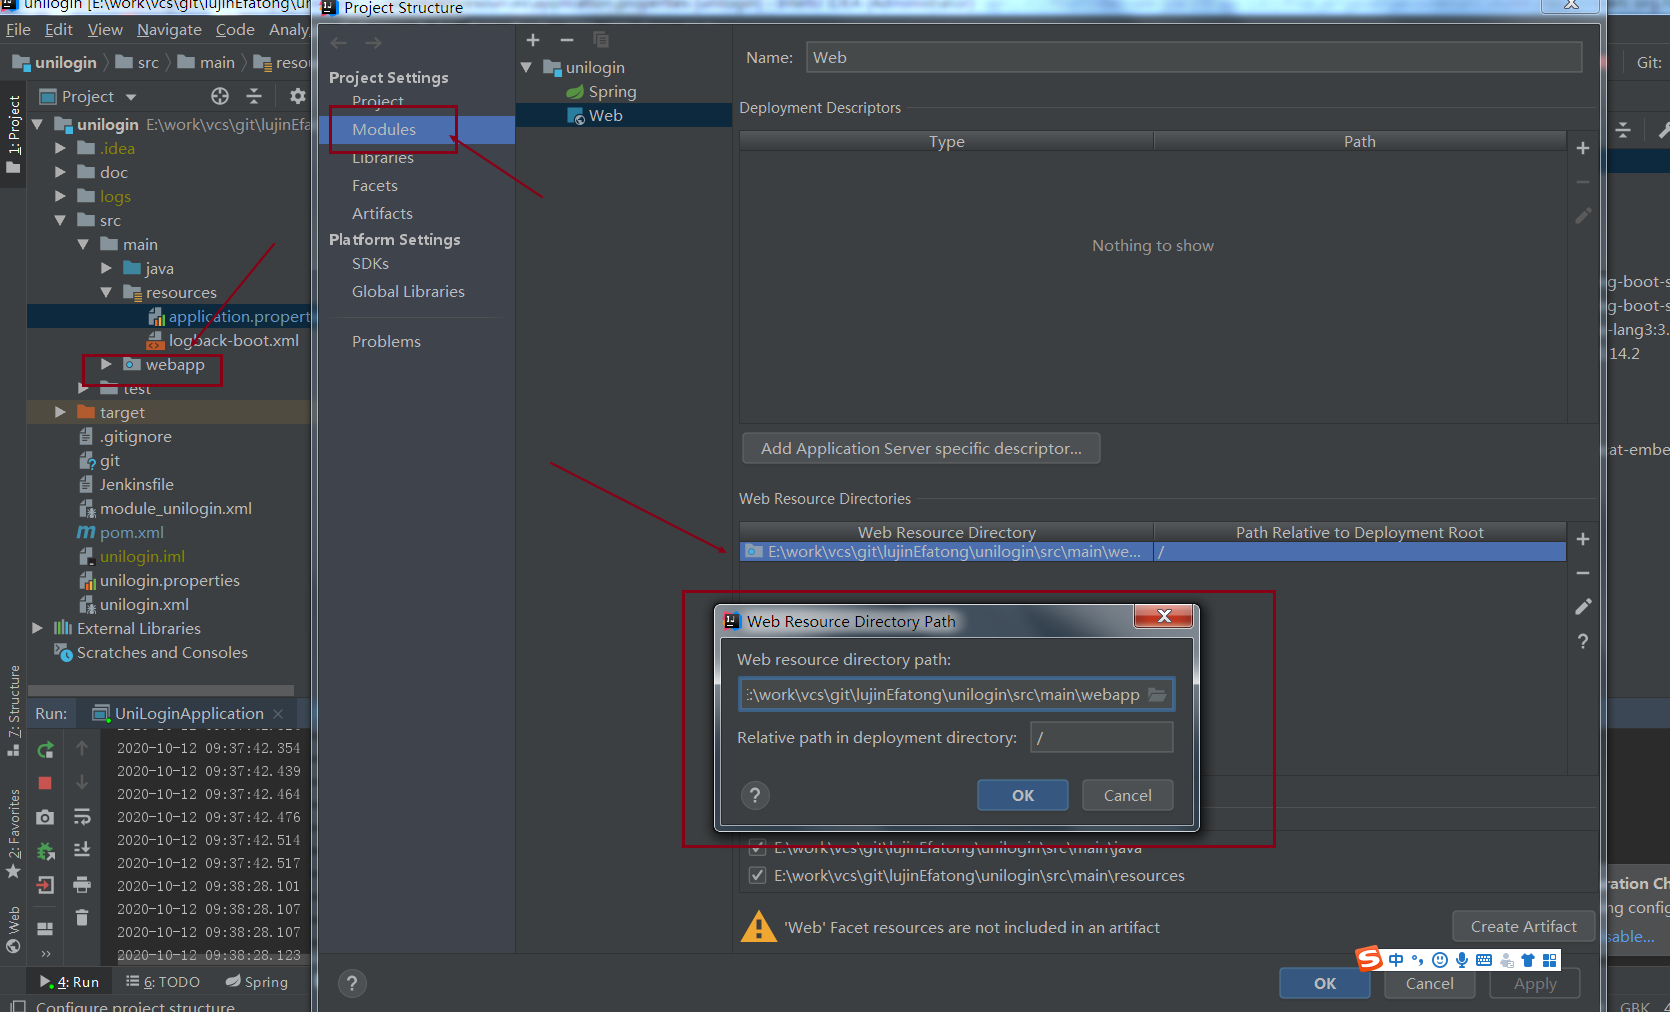 unilogin [E:\work\vcs\git\lujinEfatong\un
Project Structure
File Edit View Navigate Code Analy
unilogin src main reso
Git:
Project
1: Project
unilogin E:\work\vcs\git\lujinEfa
.idea
doc
logs
src
main
java
resources
application.propert
logback-boot.xml
webapp
test
target
.gitignore
git
Jenkinsfile
module_unilogin.xml
pom.xml
unilogin.iml
unilogin.properties
unilogin.xml
External Libraries
Scratches and Consoles
7: Structure
2: Favorites
Web
Run: UniLoginApplication
2020-10-12 09:37:42.354
2020-10-12 09:37:42.439
2020-10-12 09:37:42.464
2020-10-12 09:37:42.476
2020-10-12 09:37:42.514
2020-10-12 09:37:42.517
2020-10-12 09:38:28.101
2020-10-12 09:38:28.107
2020-10-12 09:38:28.107
2020-10-12 09:38:28.123
4: Run 6: TODO Spring
Configure project structure
Project Settings
Project
Modules
Libraries
Facets
Artifacts
Platform Settings
SDKs
Global Libraries
Problems
unilogin
Spring
Web
Name: Web
Deployment Descriptors
Type Path
Nothing to show
Add Application Server specific descriptor...
Web Resource Directories
Web Resource Directory Path Relative to Deployment Root
E:\work\vcs\git\lujinEfatong\unilogin\src\main\we... /
Web Resource Directory Path
Web resource directory path:
:\work\vcs\git\lujinEfatong\unilogin\src\main\webapp
Relative path in deployment directory: /
? OK Cancel
E:\work\vcs\git\lujinEfatong\unilogin\src\main\java
E:\work\vcs\git\lujinEfatong\unilogin\src\main\resources
'Web' Facet resources are not included in an artifact
Create Artifact
中
? OK Cancel Apply
g-boot-s
g-boot-s
-lang3:3.
14.2
at-embe
ration Ch
ng config
sable...
GBK